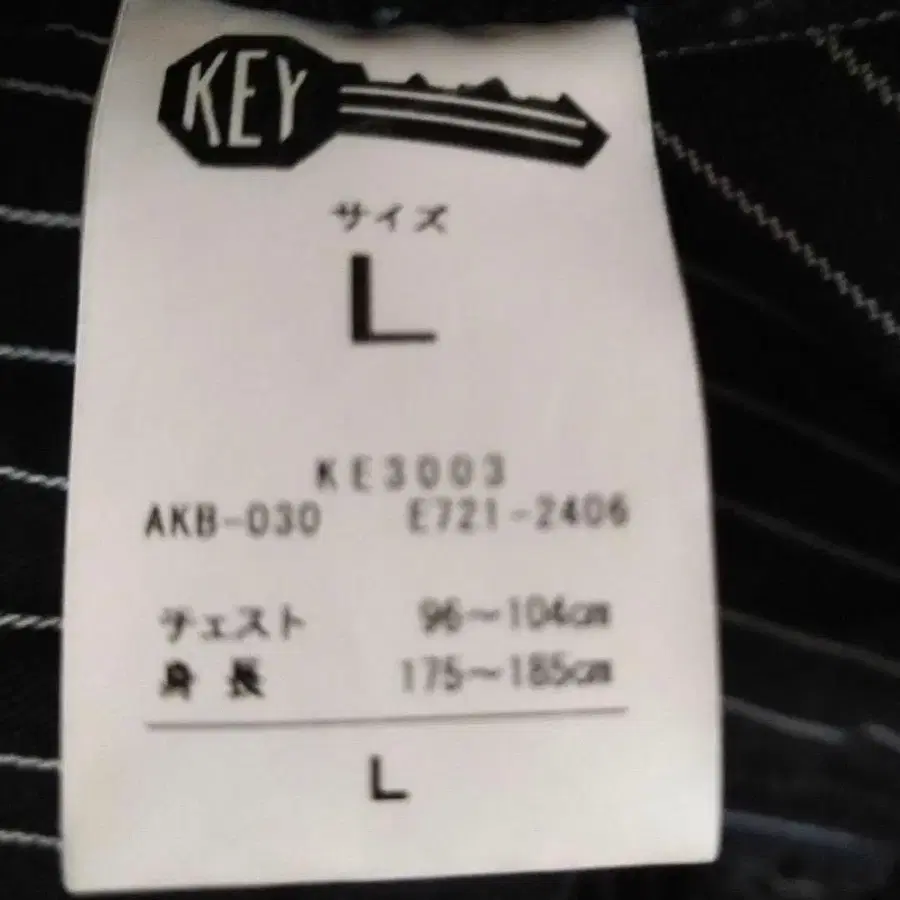 KEY
サイズ
L
KE3003
AKB-030 E721-2406
チェスト 96～104㎝
身長 175～185㎝
L